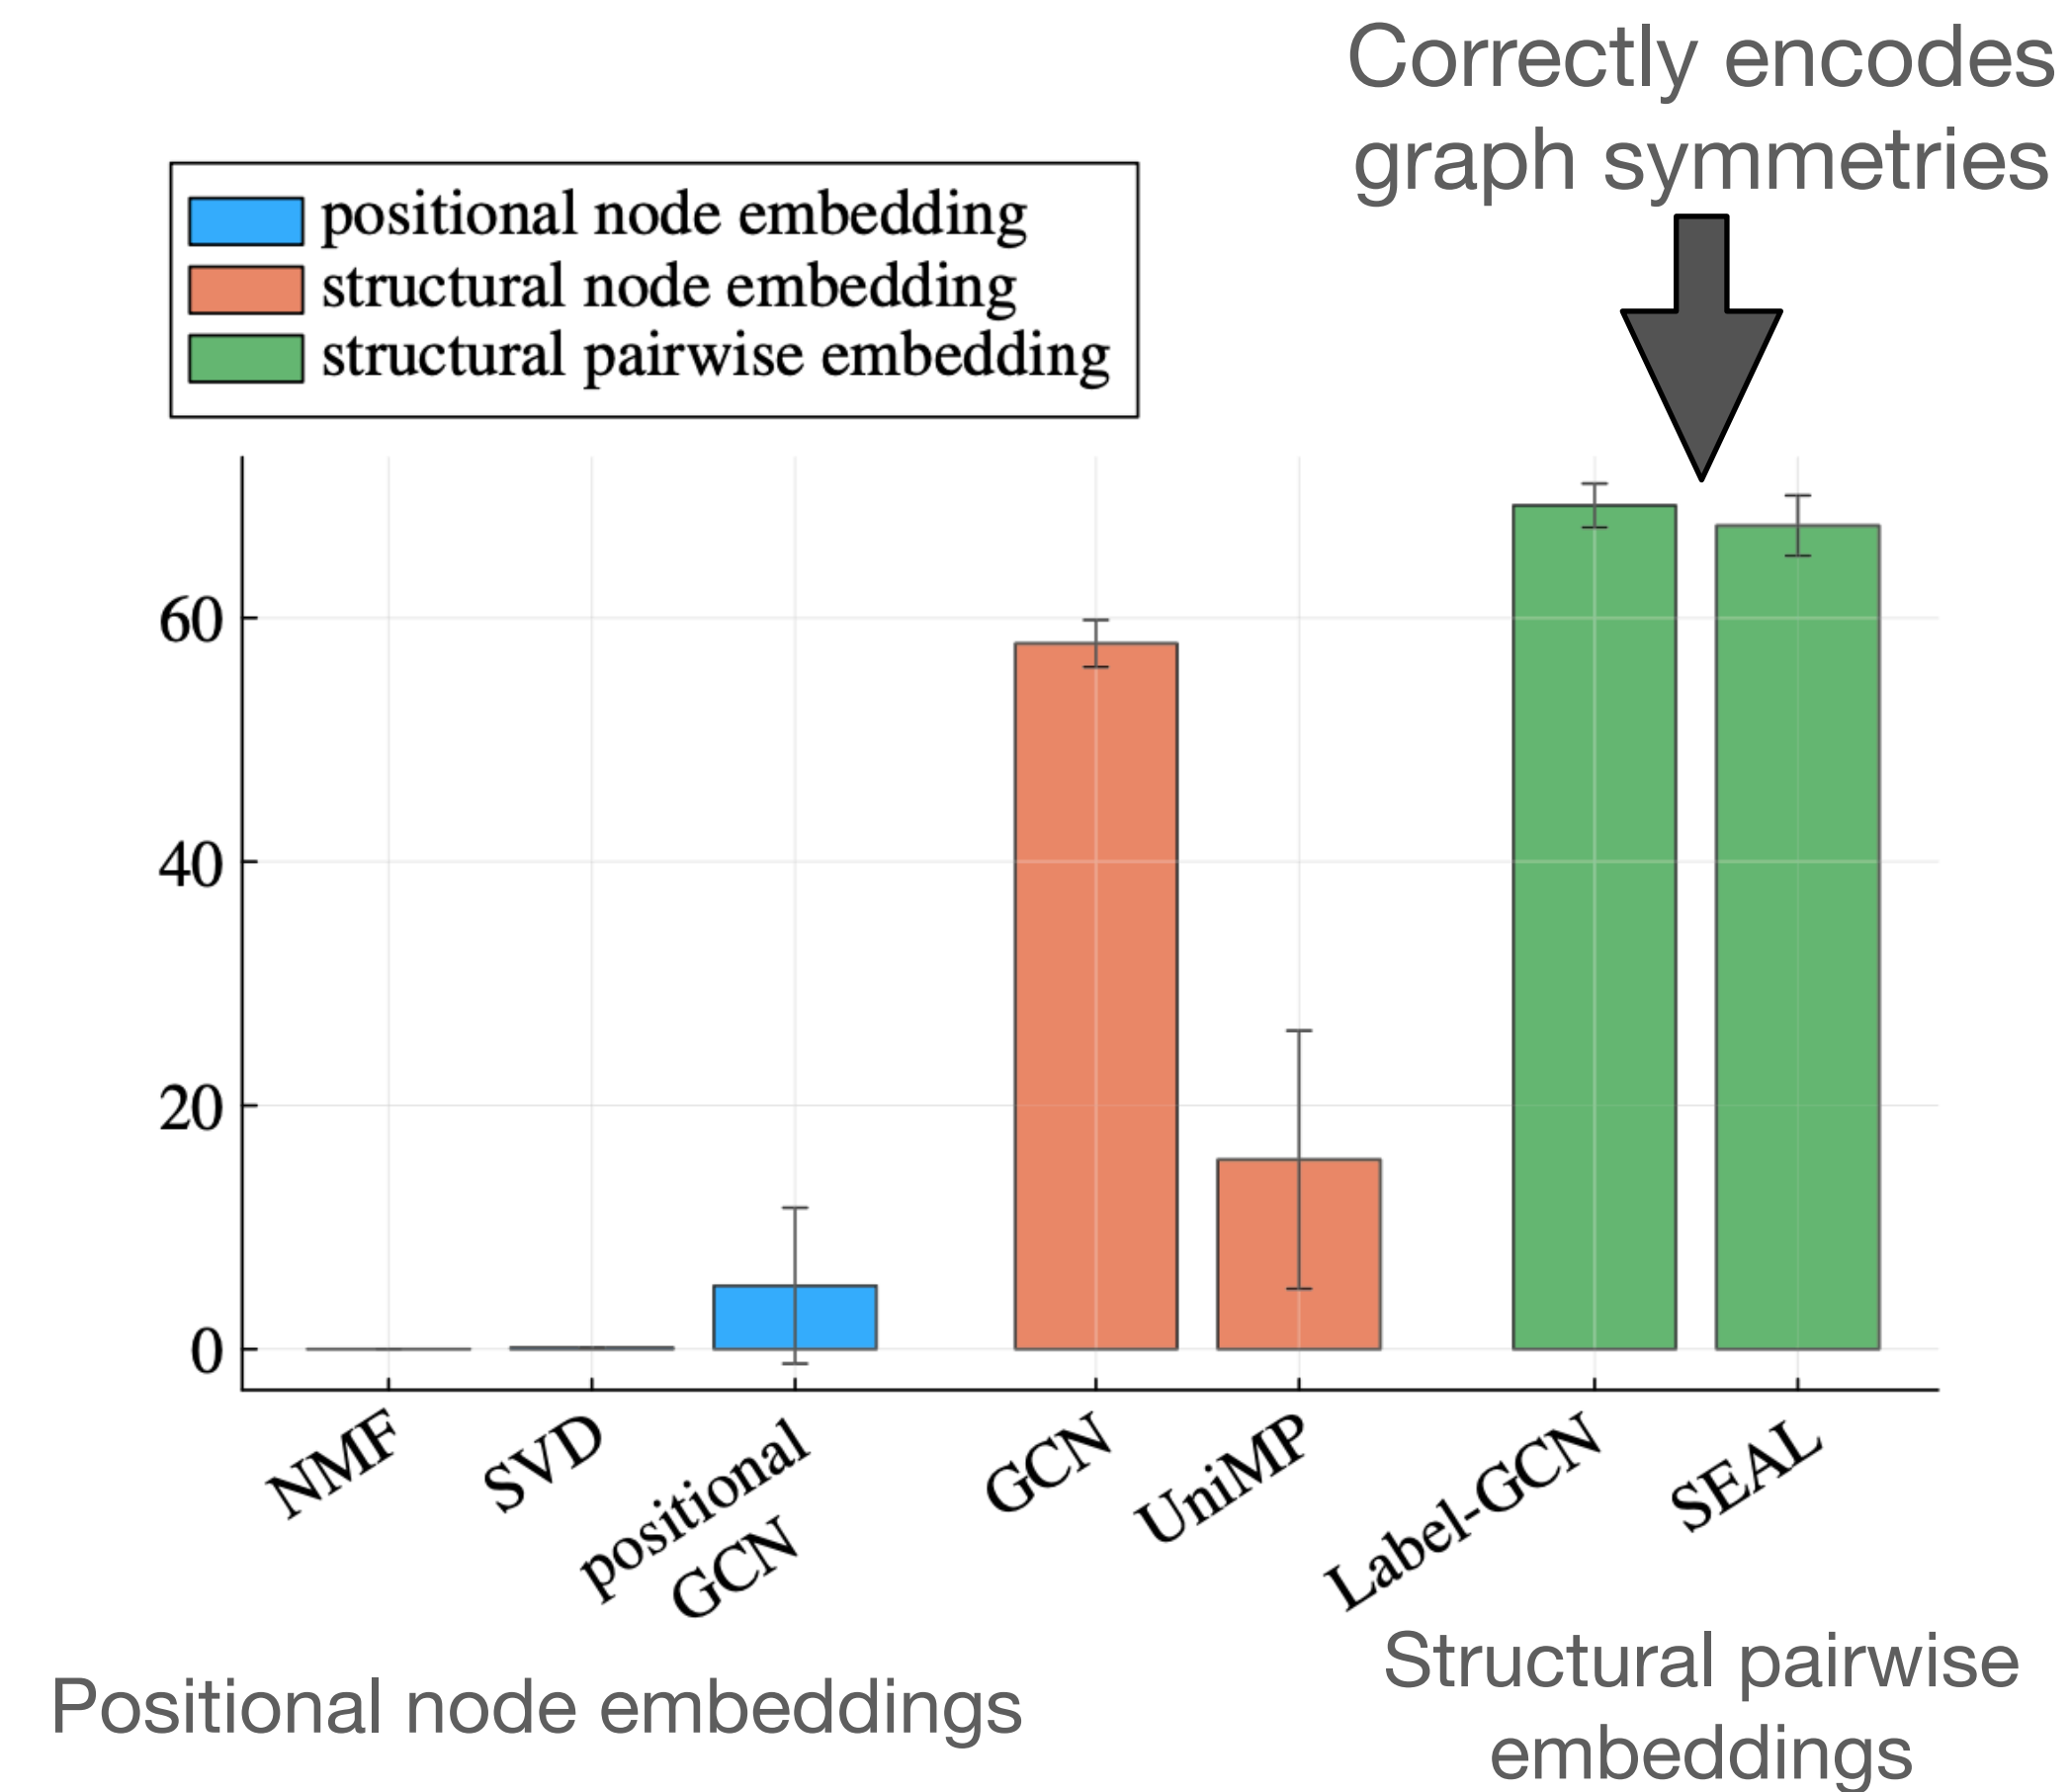 Correctly encodes
graph symmetries
positional node embedding
structural node embedding
structural pairwise embedding
60
40
20
0
NMF
SVD
positional
GCN
GCN
UniMP
Label-GCN
SEAL
Positional node embeddings
Structural pairwise
embeddings